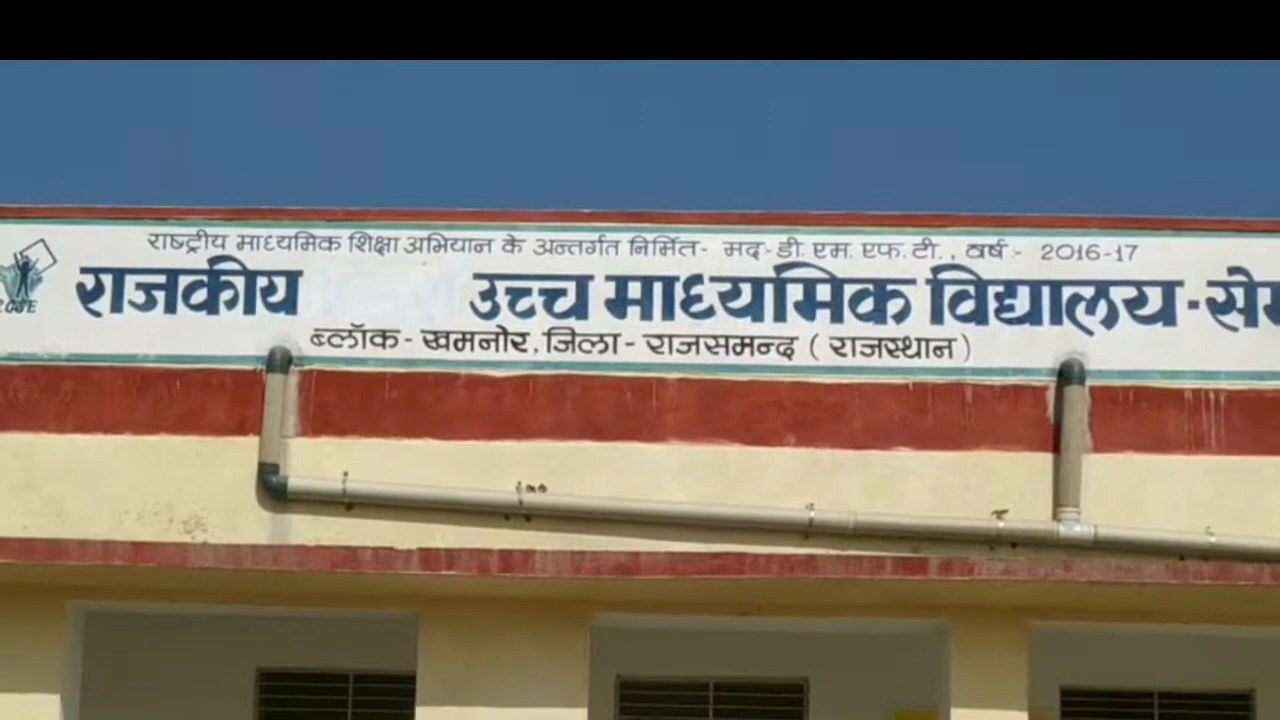 राष्ट्रीय माध्यमिक शिक्षा अभियान के अन्तर्गत निर्मित- मद-डी. एम. एफ. टी. , वर्ष :- 2016-17
राजकीय उच्च माध्यमिक विद्यालय-
ब्लॉक - खमनोर, जिला - राजसमन्द ( राजस्थान )